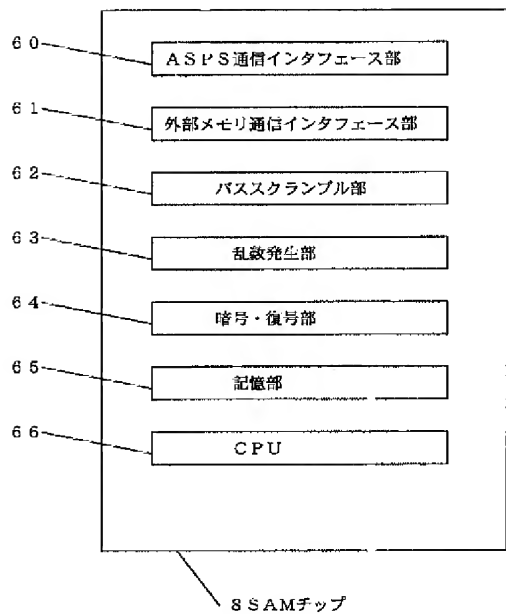 60 ASPS通信インタフェース部
61 外部メモリ通信インタフェース部
62 バススクランブル部
63 乱数発生部
64 暗号・復号部
65 記憶部
66 CPU
8 SAMチップ